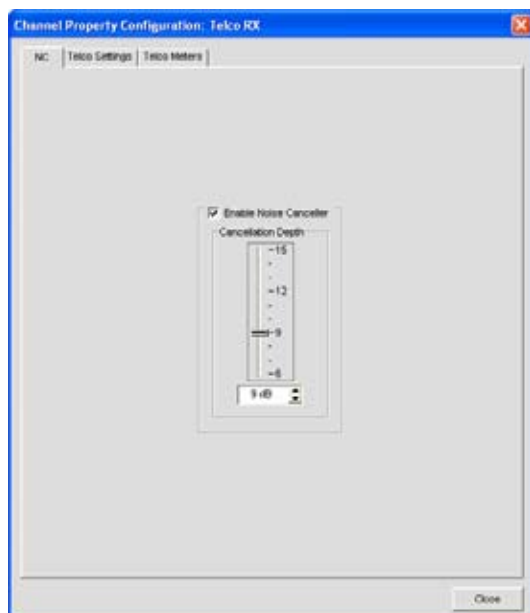 Channel Property Configuration: Telco RX
NC
Telco Settings
Telco Meters
Enable Noise Canceller
Cancellation Depth
15
12
9
6
9 dB
Close